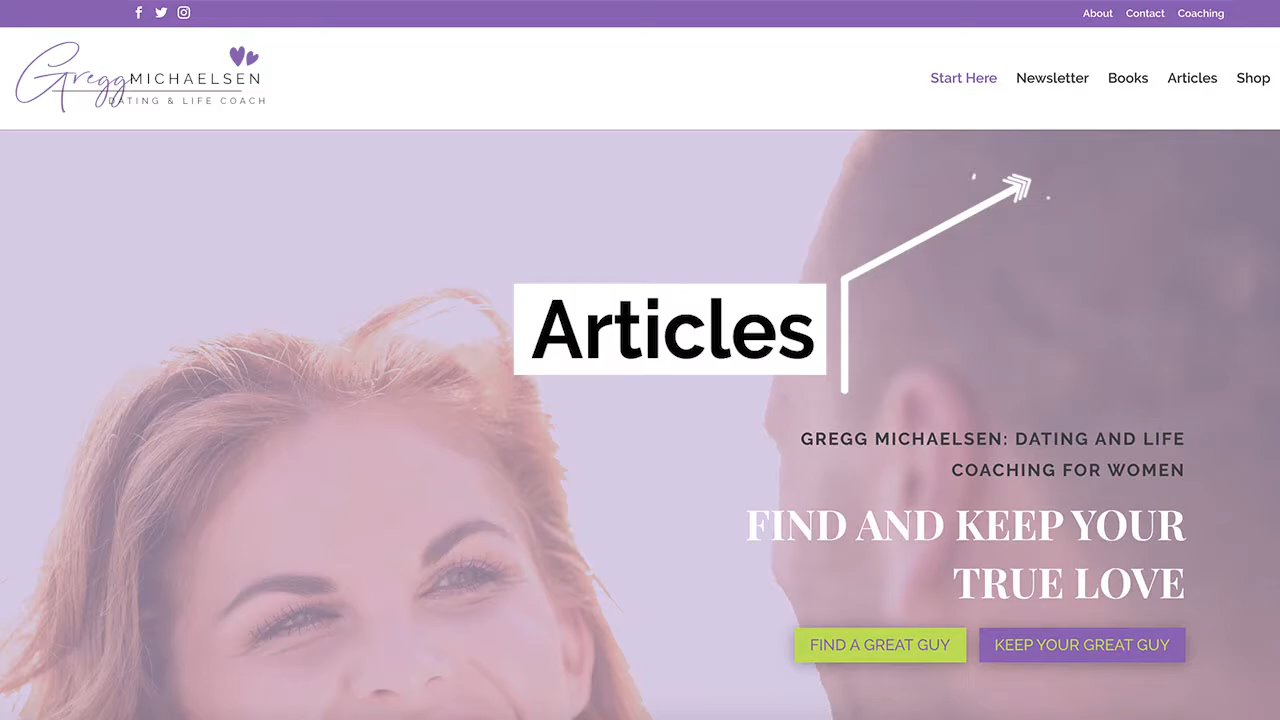 About Contact Coaching
Gregg MICHAELSEN
DATING & LIFE COACH
Start Here Newsletter Books Articles Shop
Articles
GREGG MICHAELSEN: DATING AND LIFE
COACHING FOR WOMEN
FIND AND KEEP YOUR
TRUE LOVE
FIND A GREAT GUY KEEP YOUR GREAT GUY